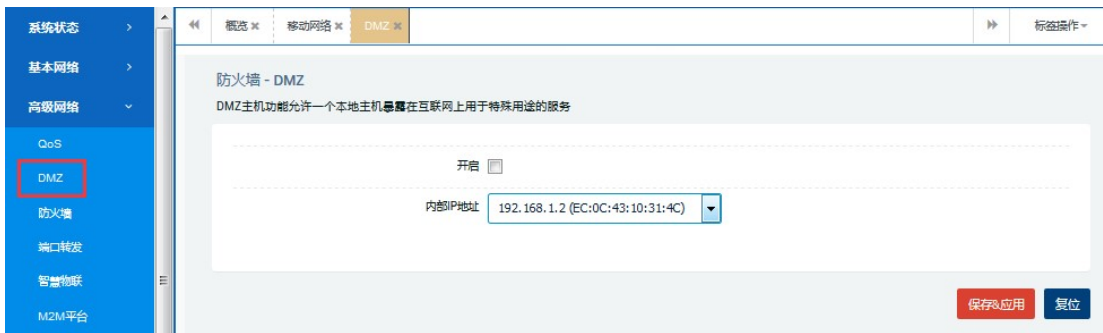 系统状态
基本网络
高级网络
QoS
DMZ
防火墙
端口转发
智慧物联
M2M平台
概览 移动网络 DMZ 标签操作
防火墙 - DMZ
DMZ主机功能允许一个本地主机暴露在互联网上用于特殊用途的服务
开启
内部IP地址 192.168.1.2 (EC:0C:43:10:31:4C)
保存&应用 复位